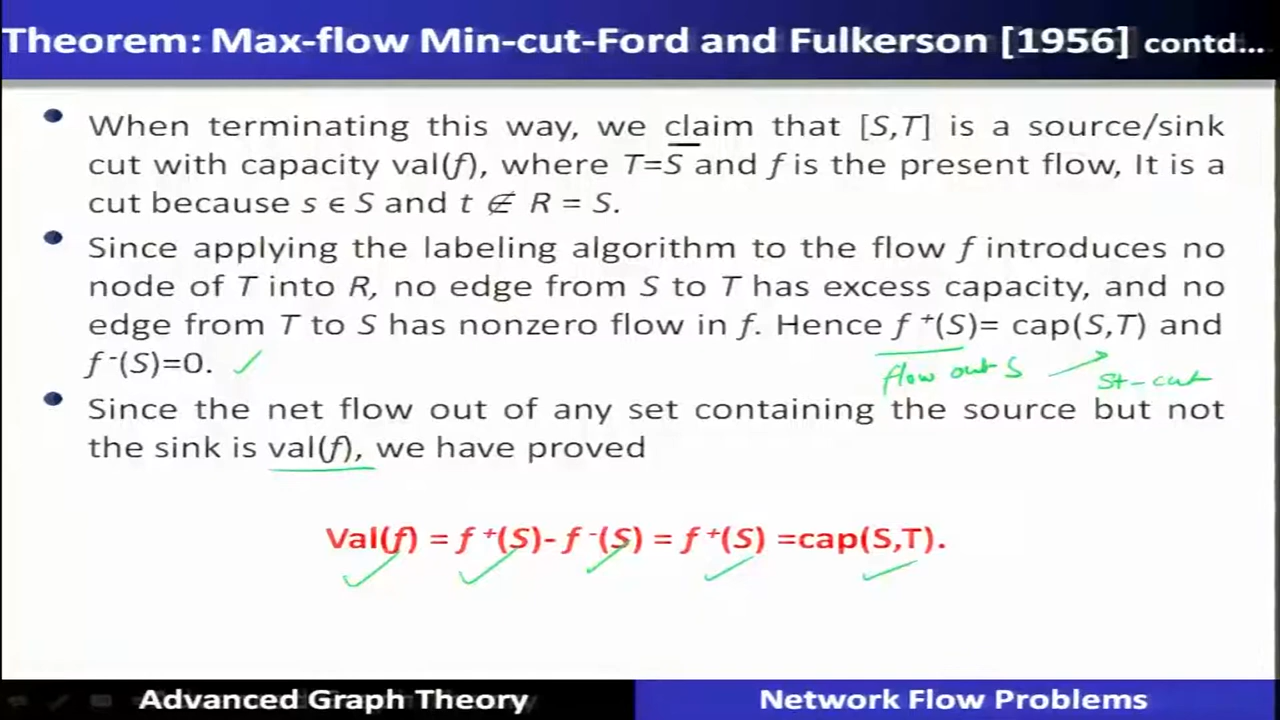 Theorem: Max-flow Min-cut-Ford and Fulkerson [1956] contd...
• When terminating this way, we claim that [S,T] is a source/sink
cut with capacity val(f), where T=S and f is the present flow, It is a
cut because s ϵ S and t ∉ R = S.
• Since applying the labeling algorithm to the flow f introduces no
node of T into R, no edge from S to T has excess capacity, and no
edge from T to S has nonzero flow in f. Hence f +(S)= cap(S,T) and
f -(S)=0.
flow out S
st-cut
• Since the net flow out of any set containing the source but not
the sink is val(f), we have proved
Val(f) = f +(S)- f -(S) = f +(S) =cap(S,T).
Advanced Graph Theory
Network Flow Problems